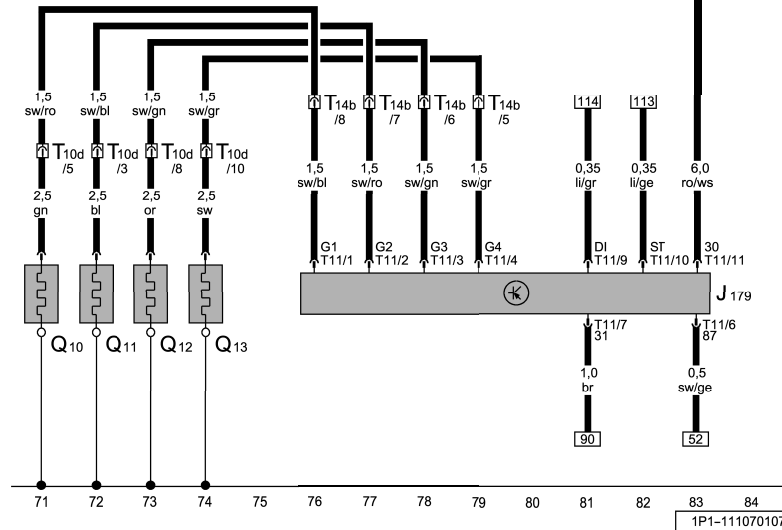 1,5 1,5 1,5 1,5
sw/ro sw/bl sw/gn sw/gr
T14b/8 T14b/7 T14b/6 T14b/5
114 113
T10d/5 T10d/3 T10d/8 T10d/10
1,5 1,5 1,5 1,5 0,35 0,35 6,0
sw/bl sw/ro sw/gn sw/gr li/gr li/ge ro/ws
2,5 2,5 2,5 2,5
gn bl or sw
G1 G2 G3 G4 DI ST 30
T11/1 T11/2 T11/3 T11/4 T11/9 T11/10 T11/11
J179
T11/7 T11/6
31 87
Q10 Q11 Q12 Q13
1,0 0,5
br sw/ge
90 52
71 72 73 74 75 76 77 78 79 80 81 82 83 84
1P1-111070107